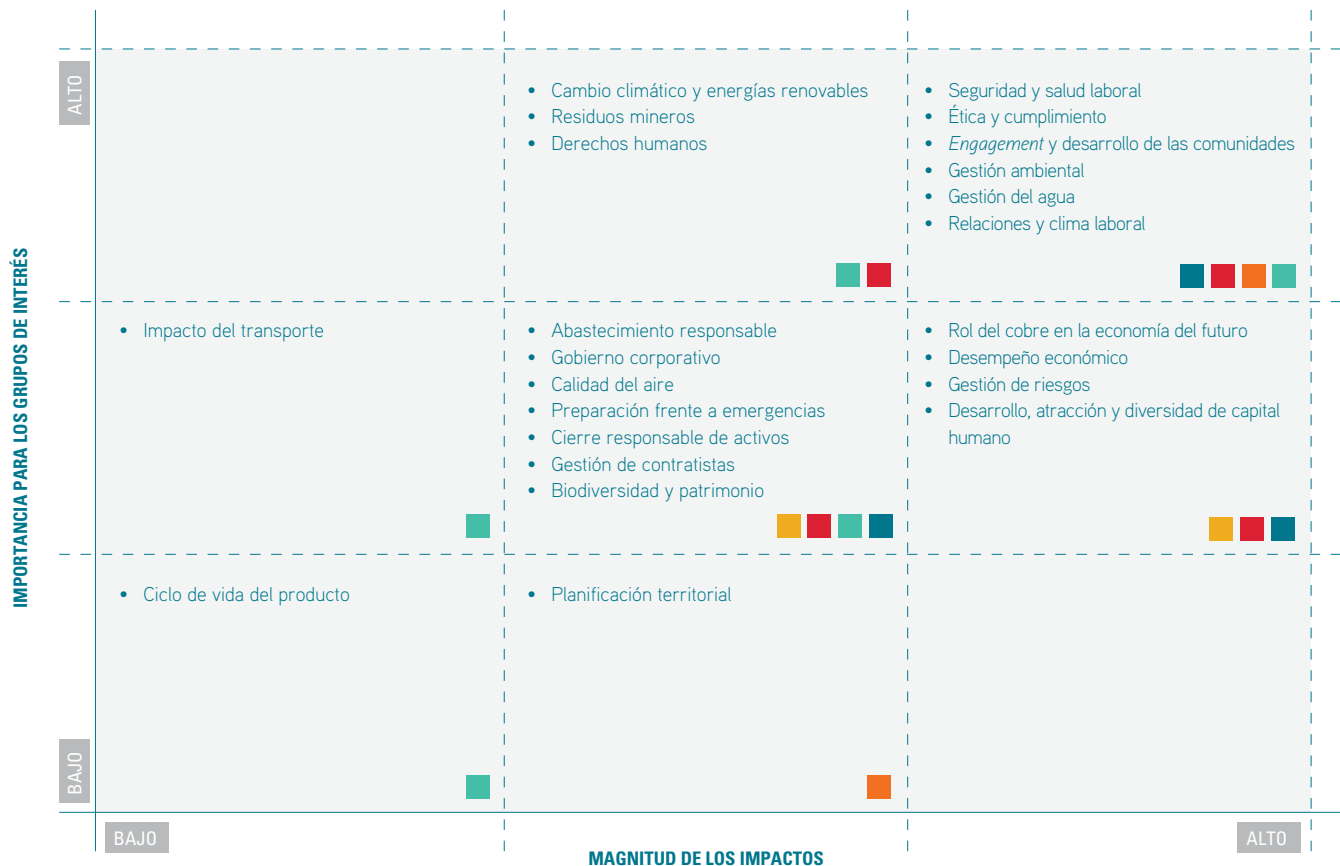 ALTO
IMPORTANCIA PARA LOS GRUPOS DE INTERÉS
BAJO
• Cambio climático y energías renovables
• Residuos mineros
• Derechos humanos
• Seguridad y salud laboral
• Ética y cumplimiento
• Engagement y desarrollo de las comunidades
• Gestión ambiental
• Gestión del agua
• Relaciones y clima laboral
• Impacto del transporte
• Abastecimiento responsable
• Gobierno corporativo
• Calidad del aire
• Preparación frente a emergencias
• Cierre responsable de activos
• Gestión de contratistas
• Biodiversidad y patrimonio
• Rol del cobre en la economía del futuro
• Desempeño económico
• Gestión de riesgos
• Desarrollo, atracción y diversidad de capital
humano
• Ciclo de vida del producto
• Planificación territorial
BAJO
MAGNITUD DE LOS IMPACTOS
ALTO